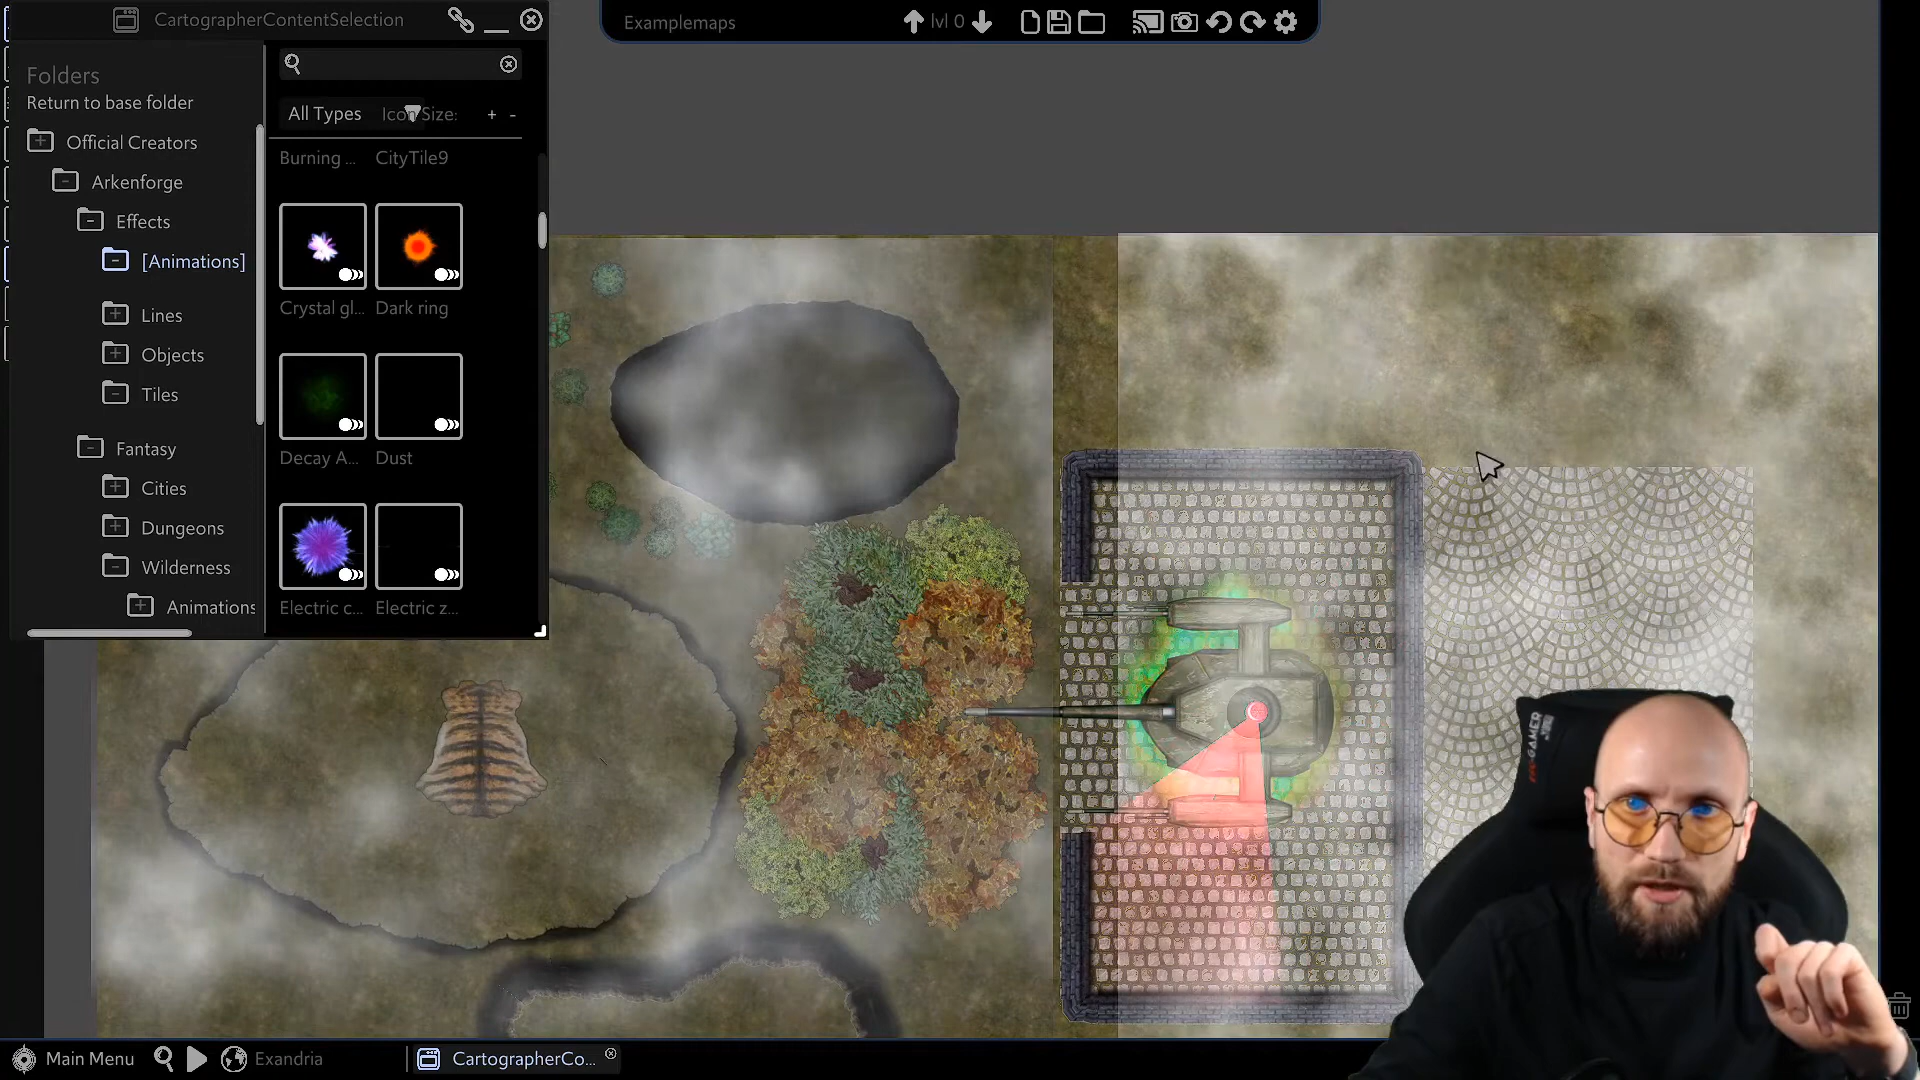 CartographerContentSelection
Examplemaps
lvl 0
Folders
Return to base folder
Official Creators
Arkenforge
Effects
[Animations]
Lines
Objects
Tiles
Fantasy
Cities
Dungeons
Wilderness
Animations
All Types
Icon Size:
+ -
Burning ...
CityTile9
Crystal gl...
Dark ring
Decay A...
Dust
Electric c...
Electric z...
Main Menu
Exandria
CartographerCo...